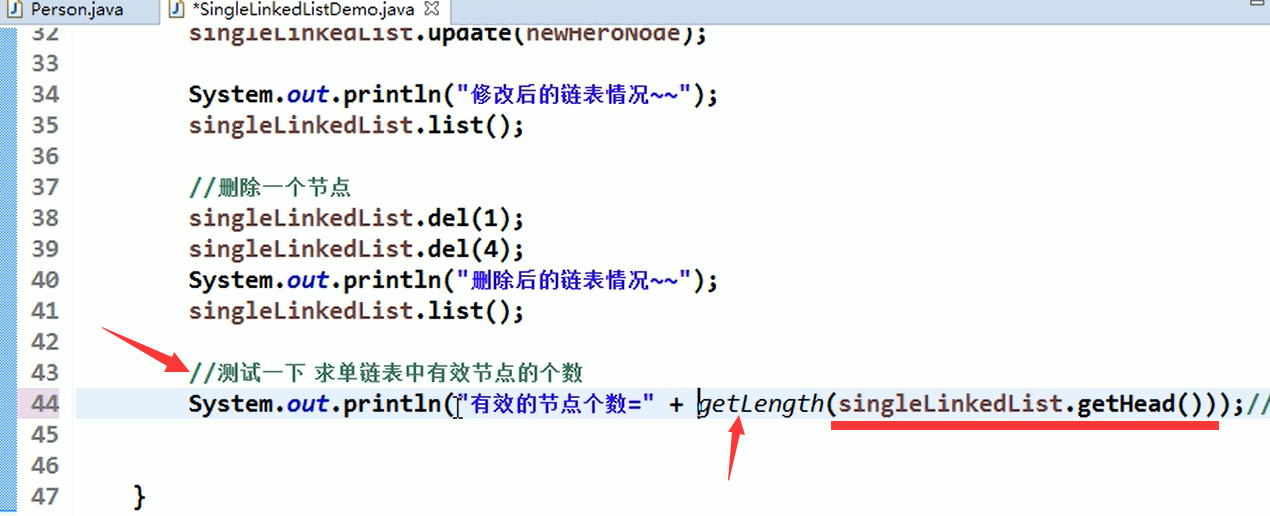 Person.java *SingleLinkedListDemo.java
32 singleLinkedList.update(newHeroNode);
33
34 System.out.println("修改后的链表情况~~");
35 singleLinkedList.list();
36
37 //删除一个节点
38 singleLinkedList.del(1);
39 singleLinkedList.del(4);
40 System.out.println("删除后的链表情况~~");
41 singleLinkedList.list();
42
43 //测试一下 求单链表中有效节点的个数
44 System.out.println("有效的节点个数=" + getLength(singleLinkedList.getHead()));//
45
46
47 }